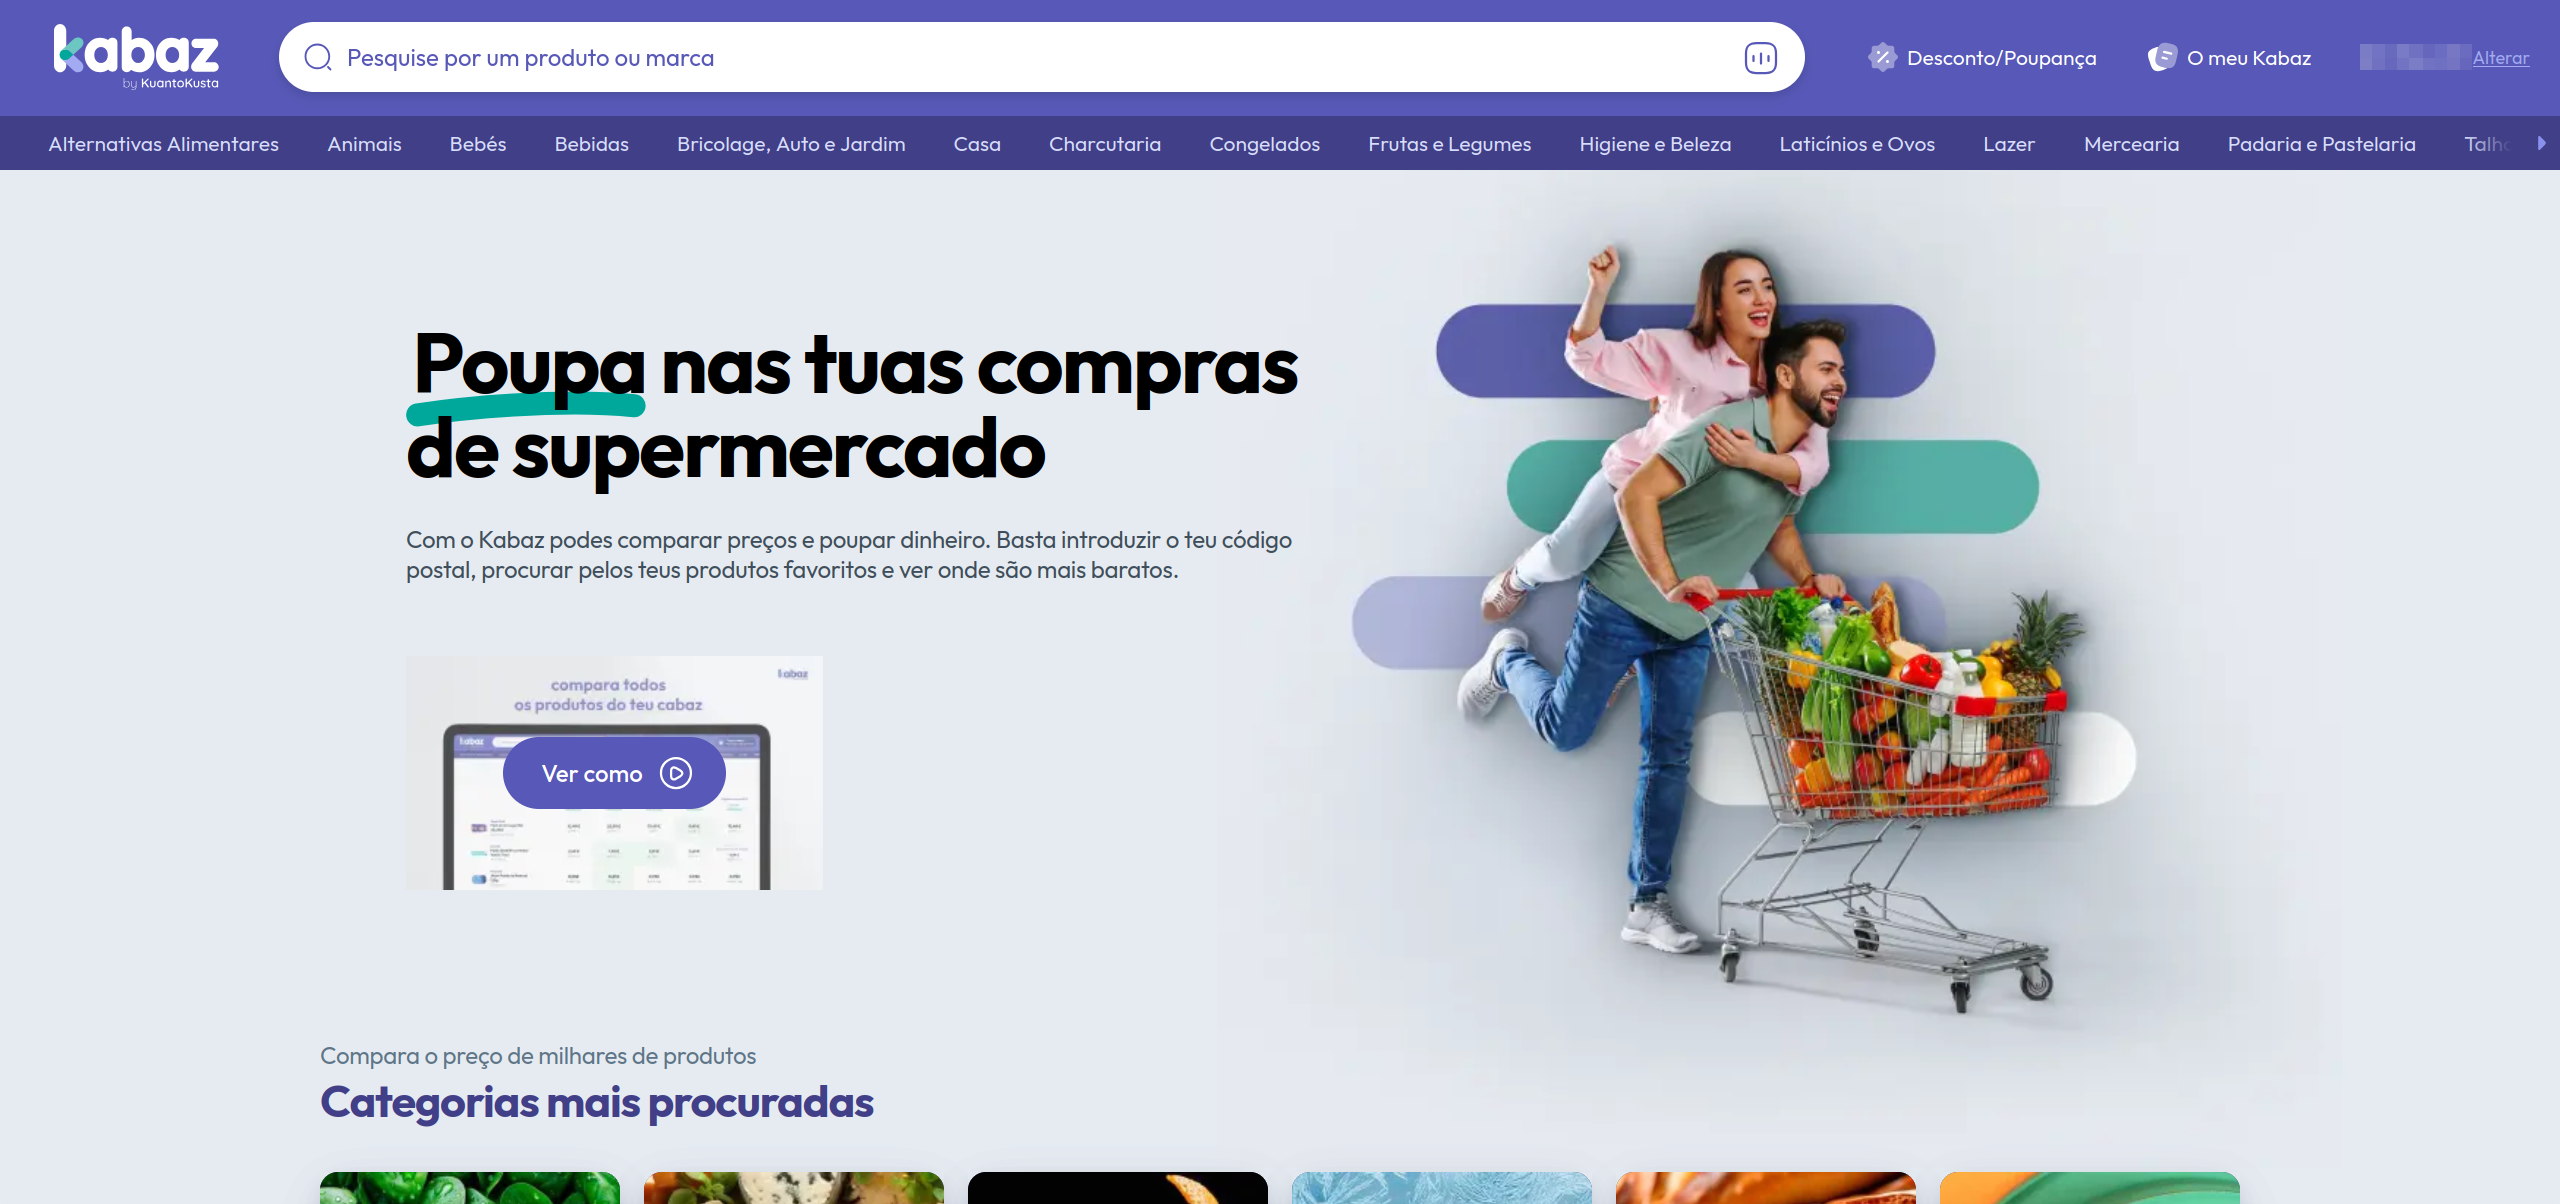 kabaz
by KuantoKusta
Pesquise por um produto ou marca
Desconto/Poupança
O meu Kabaz
Alterar
Alternativas Alimentares
Animais
Bebés
Bebidas
Bricolage, Auto e Jardim
Casa
Charcutaria
Congelados
Frutas e Legumes
Higiene e Beleza
Laticínios e Ovos
Lazer
Mercearia
Padaria e Pastelaria
Poupa nas tuas compras
de supermercado
Com o Kabaz podes comparar preços e poupar dinheiro. Basta introduzir o teu código
postal, procurar pelos teus produtos favoritos e ver onde são mais baratos.
kabaz
compara todos
os produtos do teu cabaz
kabaz
Ver como
Compara o preço de milhares de produtos
Categorias mais procuradas